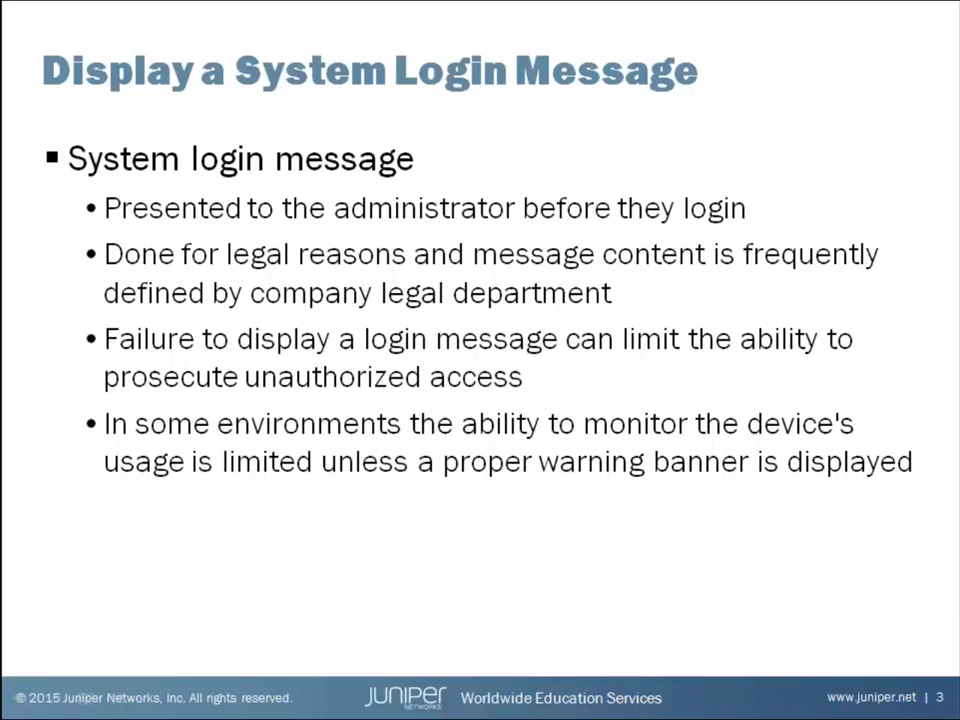 Display a System Login Message
▪ System login message
• Presented to the administrator before they login
• Done for legal reasons and message content is frequently
defined by company legal department
• Failure to display a login message can limit the ability to
prosecute unauthorized access
• In some environments the ability to monitor the device's
usage is limited unless a proper warning banner is displayed
© 2015 Juniper Networks, Inc. All rights reserved.
JUNIPER
NETWORKS
Worldwide Education Services
www.juniper.net | 3